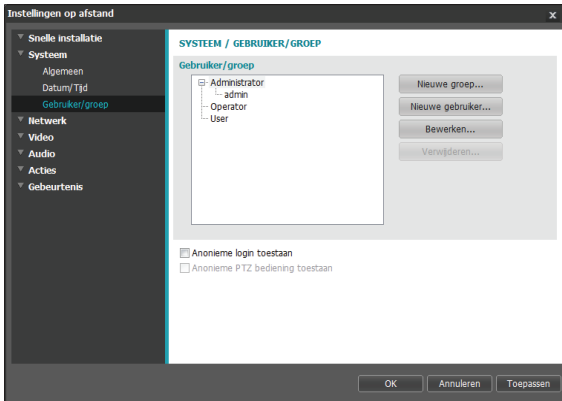 Instellingen op afstand
x
Snelle installatie
Systeem
Algemeen
Datum/Tijd
Gebruiker/groep
Netwerk
Video
Audio
Acties
Gebeurtenis
SYSTEEM / GEBRUIKER/GROEP
Gebruiker/groep
Administrator
admin
Operator
User
Nieuwe groep...
Nieuwe gebruiker...
Bewerken...
Verwijderen...
Anonieme login toestaan
Anonieme PTZ bediening toestaan
OK
Annuleren
Toepassen